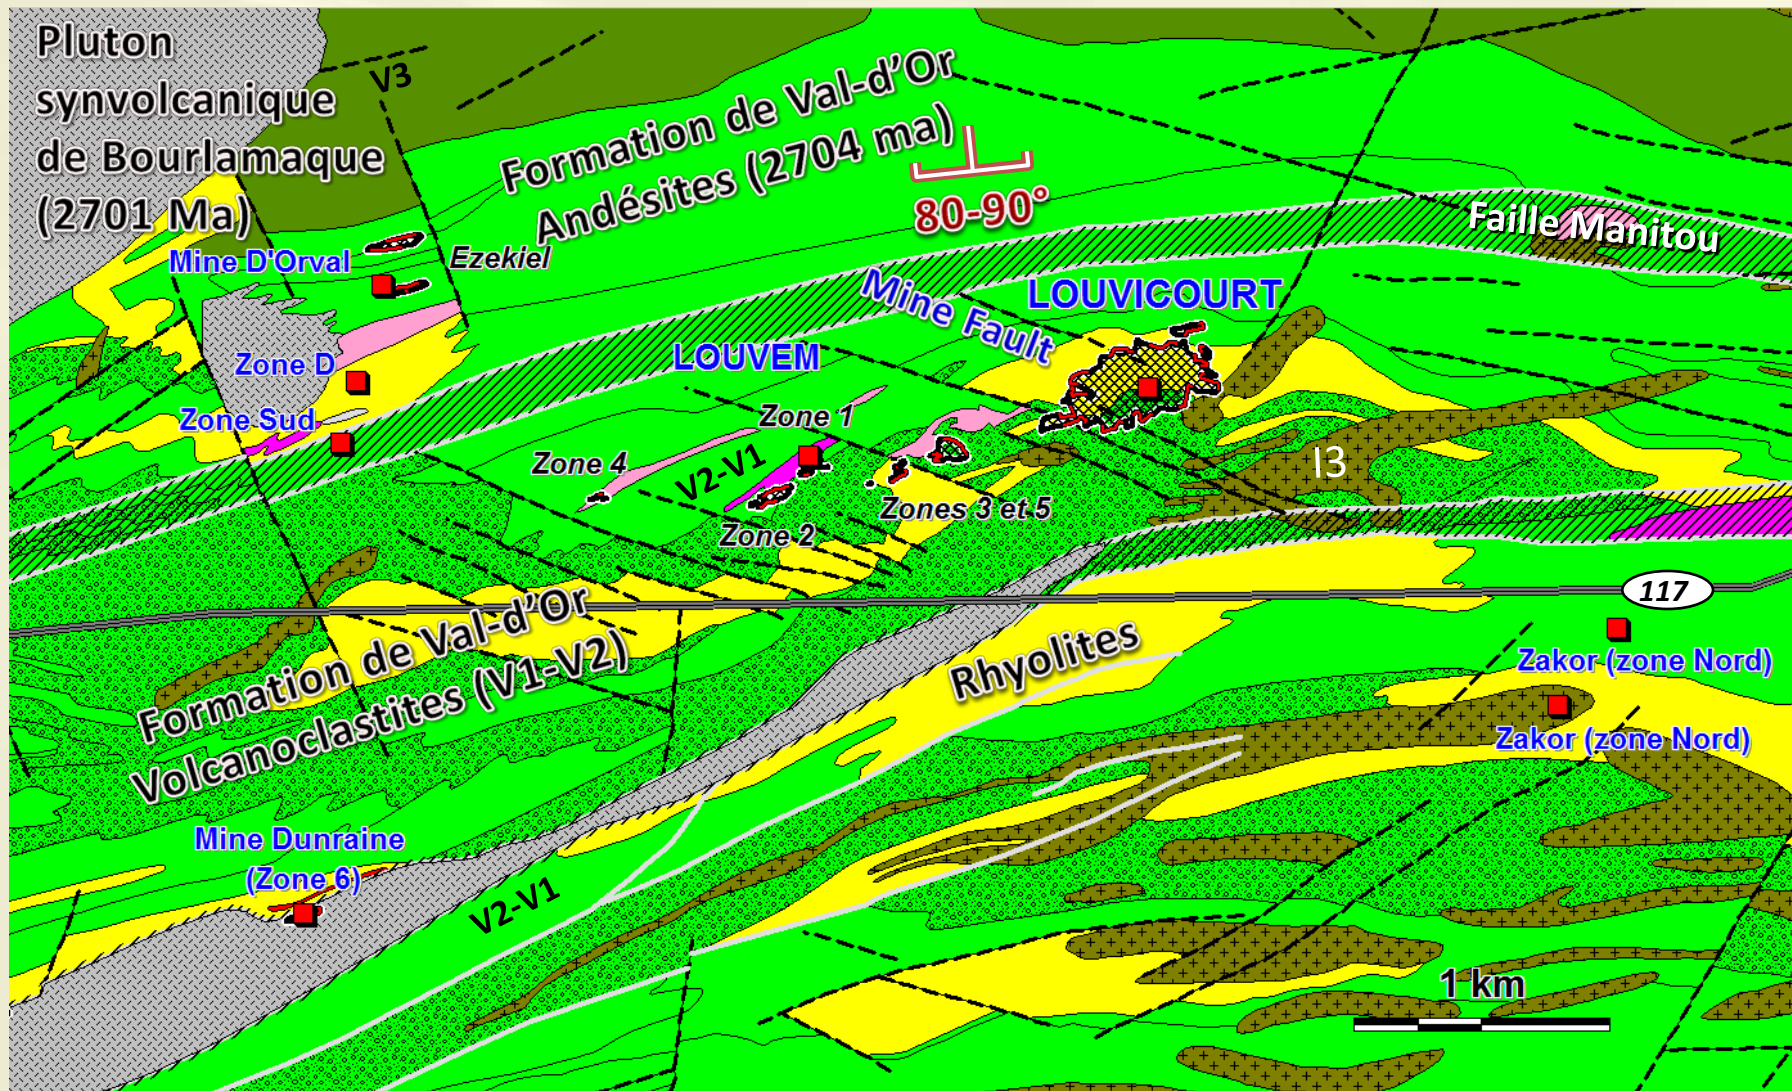 Pluton
synvolcanique
de Bourlamaque
(2701 Ma)
V3
Formation de Val-d'Or
Andésites (2704 ma)
80-90°
Faille Manitou
Mine D'Orval
Ezekiel
Mine Fault
LOUVICOURT
LOUVEM
Zone D
Zone Sud
Zone 1
Zone 4
V2-V1
Zone 2
Zones 3 et 5
I3
117
Formation de Val-d'Or
Volcanoclastites (V1-V2)
Rhyolites
Zakor (zone Nord)
Zakor (zone Nord)
Mine Dunraine
(Zone 6)
V2-V1
1 km